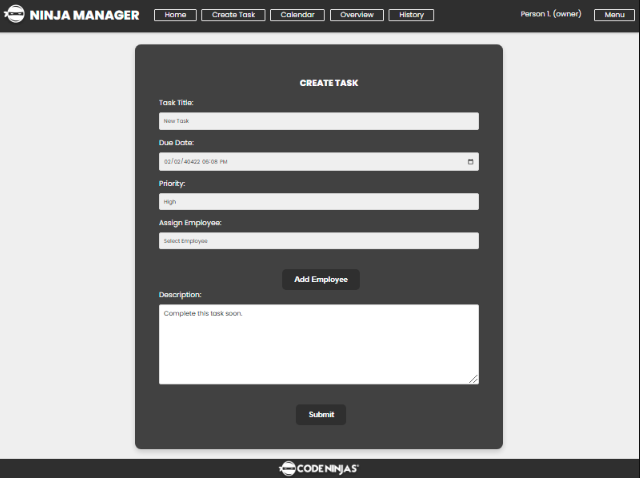 NINJA MANAGER
Home
Create Task
Calendar
Overview
History
Person 1. (owner)
Menu
CREATE TASK
Task Title:
New Task
Due Date:
02/02/40422 06:08 PM
Priority:
High
Assign Employee:
Select Employee
Add Employee
Description:
Complete this task soon.
Submit
CODE NINJAS